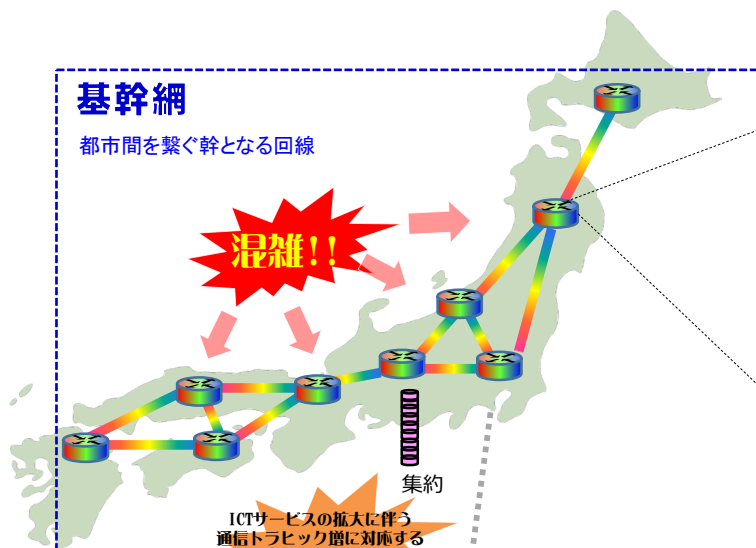 基幹網
都市間を繋ぐ幹となる回線
混雑!!
集約
ICTサービスの拡大に伴う
通信トラヒック増に対応する